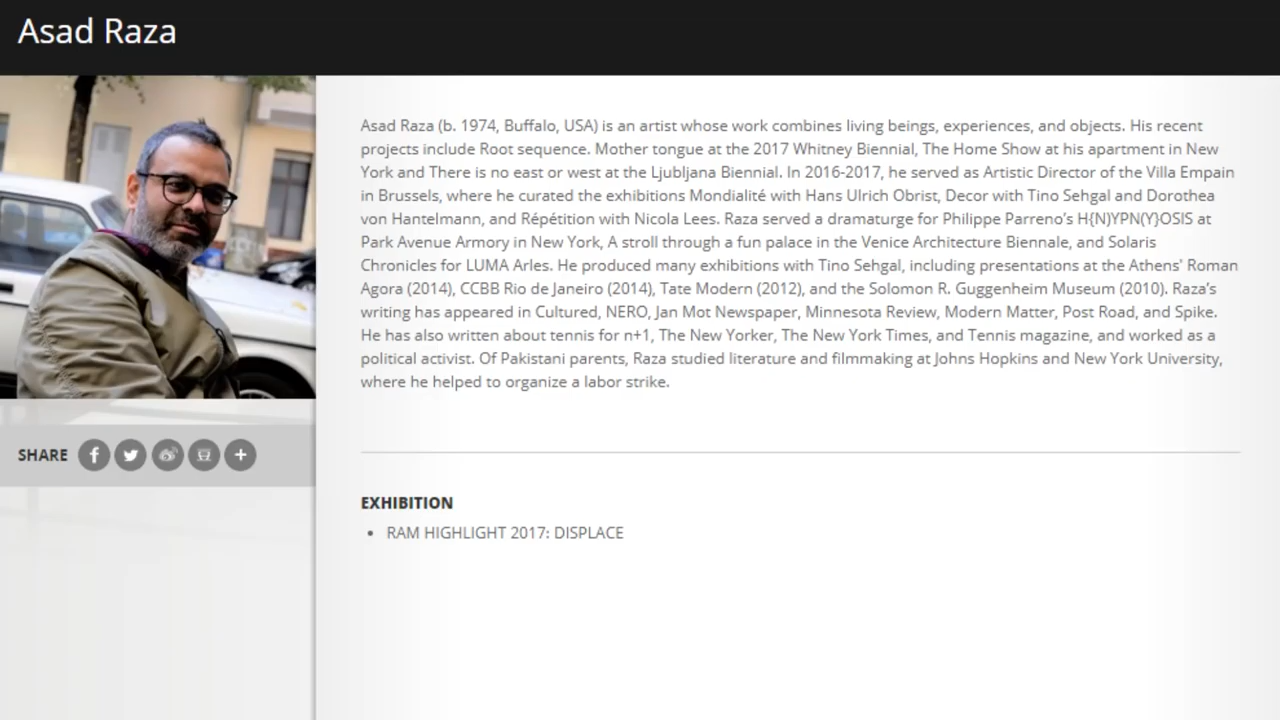 Asad Raza
Asad Raza (b. 1974, Buffalo, USA) is an artist whose work combines living beings, experiences, and objects. His recent
projects include Root sequence. Mother tongue at the 2017 Whitney Biennial, The Home Show at his apartment in New
York and There is no east or west at the Ljubljana Biennial. In 2016-2017, he served as Artistic Director of the Villa Empain
in Brussels, where he curated the exhibitions Mondialité with Hans Ulrich Obrist, Decor with Tino Sehgal and Dorothea
von Hantelmann, and Répétition with Nicola Lees. Raza served a dramaturge for Philippe Parreno's H{N)YPN(Y}OSIS at
Park Avenue Armory in New York, A stroll through a fun palace in the Venice Architecture Biennale, and Solaris
Chronicles for LUMA Arles. He produced many exhibitions with Tino Sehgal, including presentations at the Athens' Roman
Agora (2014), CCBB Rio de Janeiro (2014), Tate Modern (2012), and the Solomon R. Guggenheim Museum (2010). Raza's
writing has appeared in Cultured, NERO, Jan Mot Newspaper, Minnesota Review, Modern Matter, Post Road, and Spike.
He has also written about tennis for n+1, The New Yorker, The New York Times, and Tennis magazine, and worked as a
political activist. Of Pakistani parents, Raza studied literature and filmmaking at Johns Hopkins and New York University,
where he helped to organize a labor strike.
SHARE
EXHIBITION
• RAM HIGHLIGHT 2017: DISPLACE